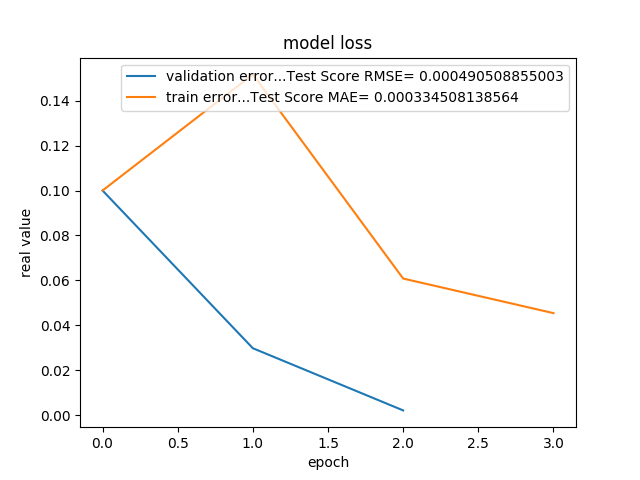 model loss
validation error...Test Score RMSE= 0.000490508855003
train error...Test Score MAE= 0.000334508138564
0.14
0.12
0.10
0.08
0.06
0.04
0.02
0.00
real value
0.0 0.5 1.0 1.5 2.0 2.5 3.0
epoch